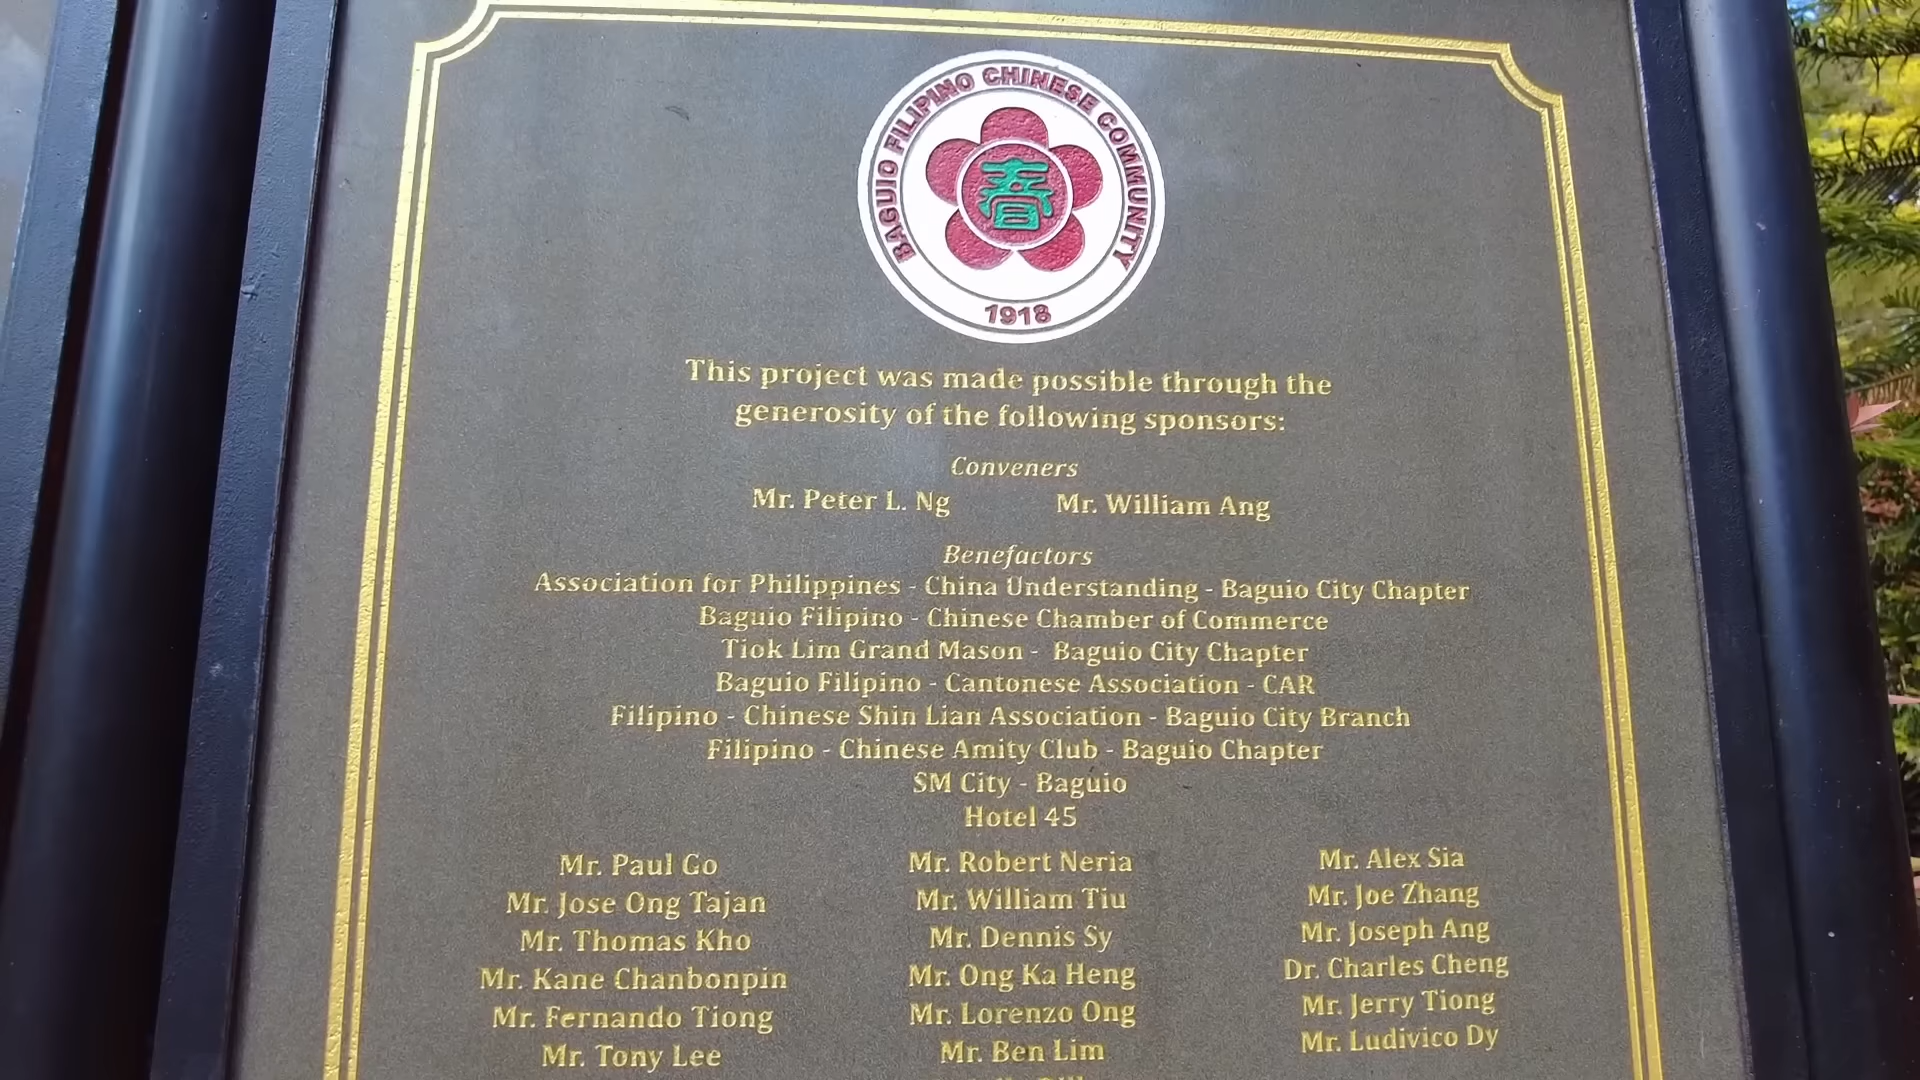 BAGUIO FILIPINO CHINESE COMMUNITY
春
1918
This project was made possible through the
generosity of the following sponsors:
Conveners
Mr. Peter L. Ng Mr. William Ang
Benefactors
Association for Philippines - China Understanding - Baguio City Chapter
Baguio Filipino - Chinese Chamber of Commerce
Tiok Lim Grand Mason - Baguio City Chapter
Baguio Filipino - Cantonese Association - CAR
Filipino - Chinese Shin Lian Association - Baguio City Branch
Filipino - Chinese Amity Club - Baguio Chapter
SM City - Baguio
Hotel 45
Mr. Paul Go Mr. Robert Neria Mr. Alex Sia
Mr. Jose Ong Tajan Mr. William Tiu Mr. Joe Zhang
Mr. Thomas Kho Mr. Dennis Sy Mr. Joseph Ang
Mr. Kane Chanbonpin Mr. Ong Ka Heng Dr. Charles Cheng
Mr. Fernando Tiong Mr. Lorenzo Ong Mr. Jerry Tiong
Mr. Tony Lee Mr. Ben Lim Mr. Ludivico Dy